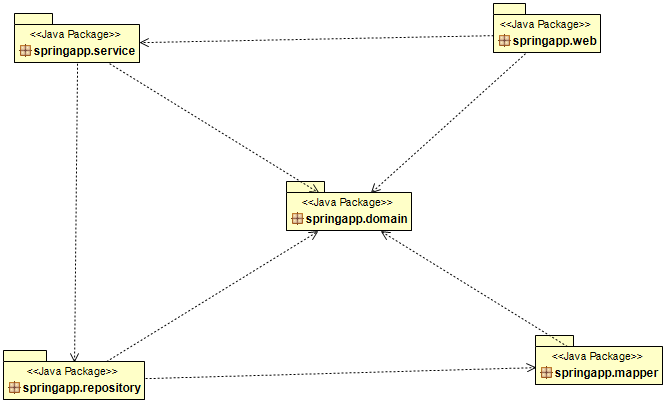 <<Java Package>>
springapp.service
<<Java Package>>
springapp.web
<<Java Package>>
springapp.domain
<<Java Package>>
springapp.repository
<<Java Package>>
springapp.mapper